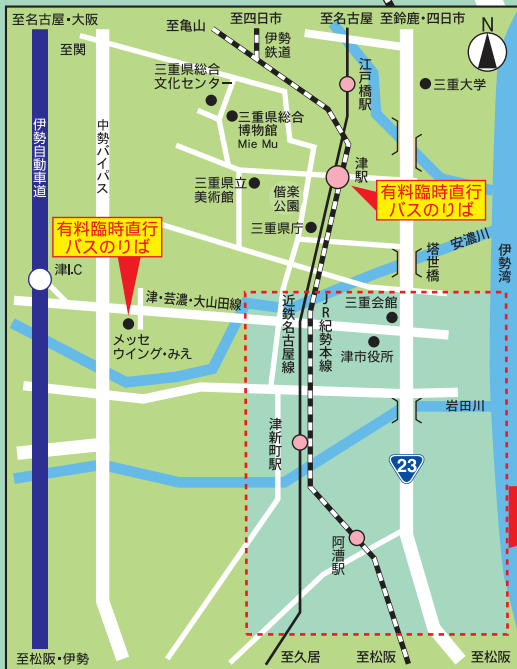 至名古屋・大阪
至亀山
至四日市
至名古屋
至鈴鹿・四日市
N
至関
伊勢
鉄道
江戸橋駅
三重県総合
文化センター
三重大学
三重県総合
博物館
Mie Mu
伊勢自動車道
中勢バイパス
津駅
三重県立
美術館
偕楽
公園
有料臨時直行
バスのりば
三重県庁
有料臨時直行
バスのりば
塔世橋
安濃川
伊勢湾
津I.C
津・芸濃・大山田線
近鉄名古屋線
JR紀勢本線
三重会館
メッセ
ウイング・みえ
津市役所
岩田川
津新町駅
23
阿漕駅
至松阪・伊勢
至久居
至松阪
至松阪